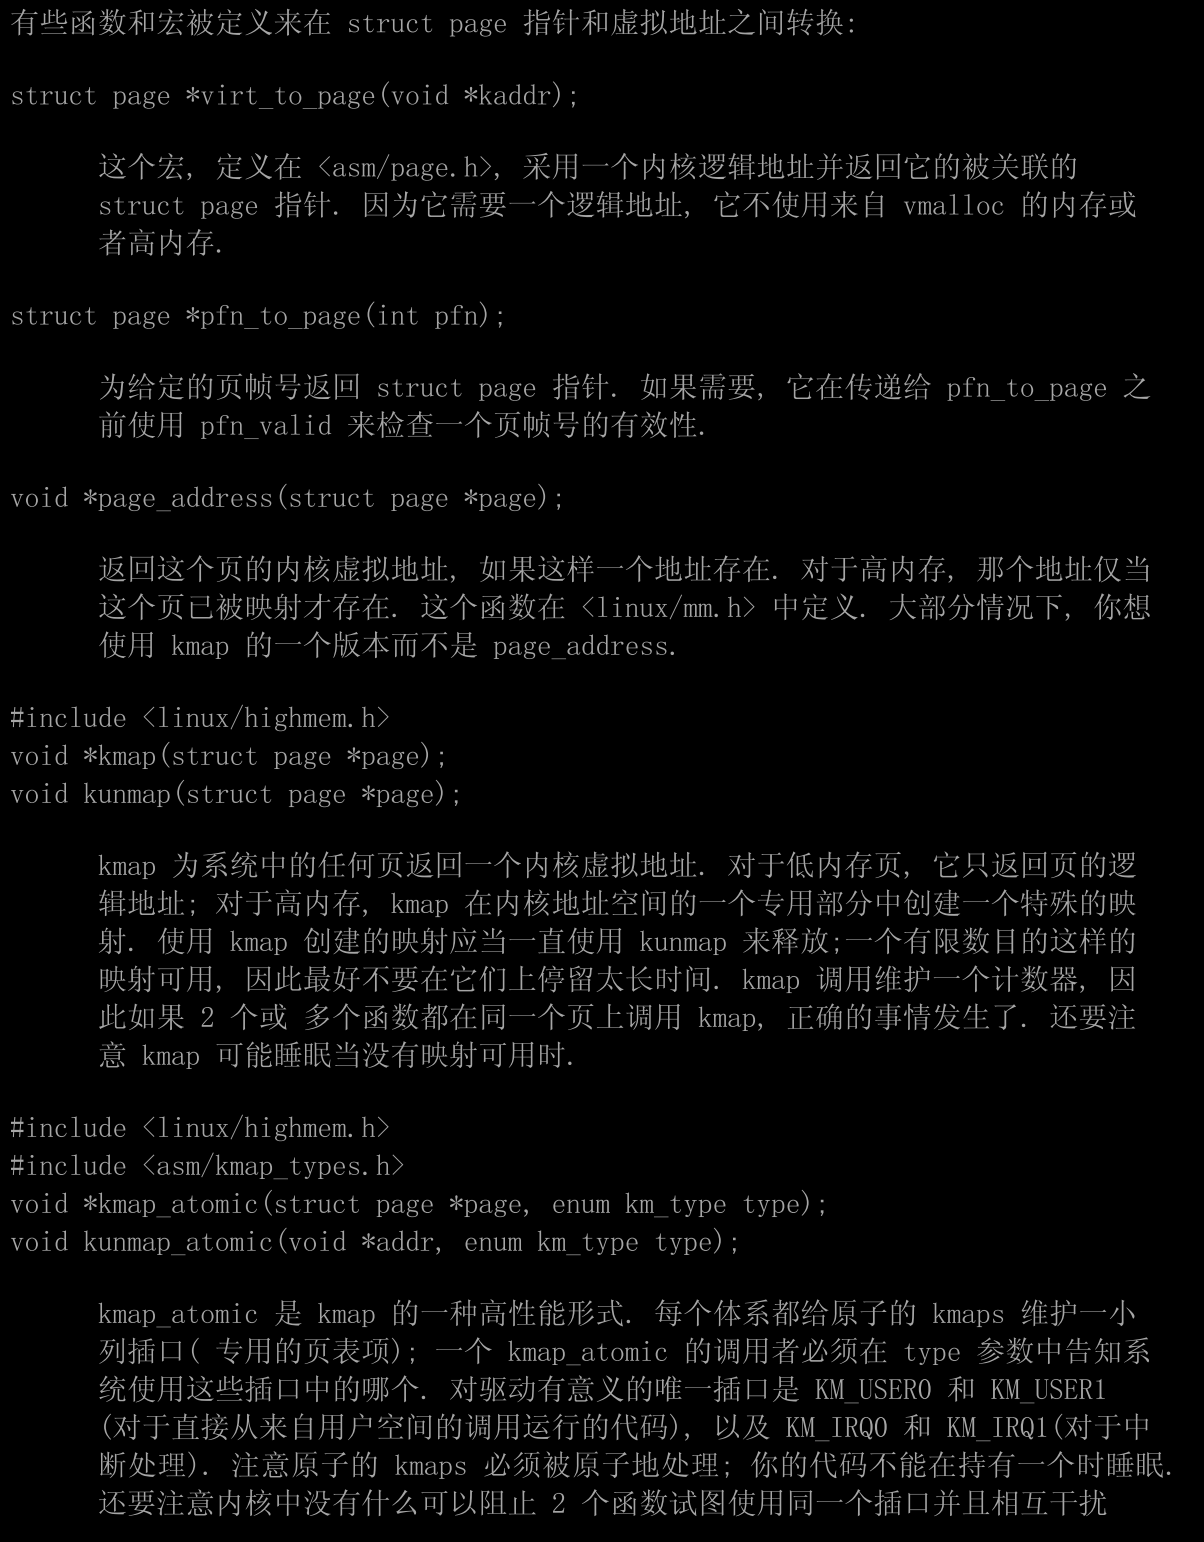 有些函数和宏被定义来在 struct page 指针和虚拟地址之间转换:
struct page *virt_to_page(void *kaddr);
这个宏, 定义在 <asm/page.h>, 采用一个内核逻辑地址并返回它的被关联的
struct page 指针. 因为它需要一个逻辑地址, 它不使用来自 vmalloc 的内存或
者高内存.
struct page *pfn_to_page(int pfn);
为给定的页帧号返回 struct page 指针. 如果需要, 它在传递给 pfn_to_page 之
前使用 pfn_valid 来检查一个页帧号的有效性.
void *page_address(struct page *page);
返回这个页的内核虚拟地址, 如果这样一个地址存在. 对于高内存, 那个地址仅当
这个页已被映射才存在. 这个函数在 <linux/mm.h> 中定义. 大部分情况下, 你想
使用 kmap 的一个版本而不是 page_address.
#include <linux/highmem.h>
void *kmap(struct page *page);
void kunmap(struct page *page);
kmap 为系统中的任何页返回一个内核虚拟地址. 对于低内存页, 它只返回页的逻
辑地址; 对于高内存, kmap 在内核地址空间的一个专用部分中创建一个特殊的映
射. 使用 kmap 创建的映射应当一直使用 kunmap 来释放;一个有限数目的这样的
映射可用, 因此最好不要在它们上停留太长时间. kmap 调用维护一个计数器, 因
此如果 2 个或 多个函数都在同一个页上调用 kmap, 正确的事情发生了. 还要注
意 kmap 可能睡眠当没有映射可用时.
#include <linux/highmem.h>
#include <asm/kmap_types.h>
void *kmap_atomic(struct page *page, enum km_type type);
void kunmap_atomic(void *addr, enum km_type type);
kmap_atomic 是 kmap 的一种高性能形式. 每个体系都给原子的 kmaps 维护一小
列插口( 专用的页表项); 一个 kmap_atomic 的调用者必须在 type 参数中告知系
统使用这些插口中的哪个. 对驱动有意义的唯一插口是 KM_USER0 和 KM_USER1
(对于直接从来自用户空间的调用运行的代码), 以及 KM_IRQ0 和 KM_IRQ1(对于中
断处理). 注意原子的 kmaps 必须被原子地处理; 你的代码不能在持有一个时睡眠.
还要注意内核中没有什么可以阻止 2 个函数试图使用同一个插口并且相互干扰